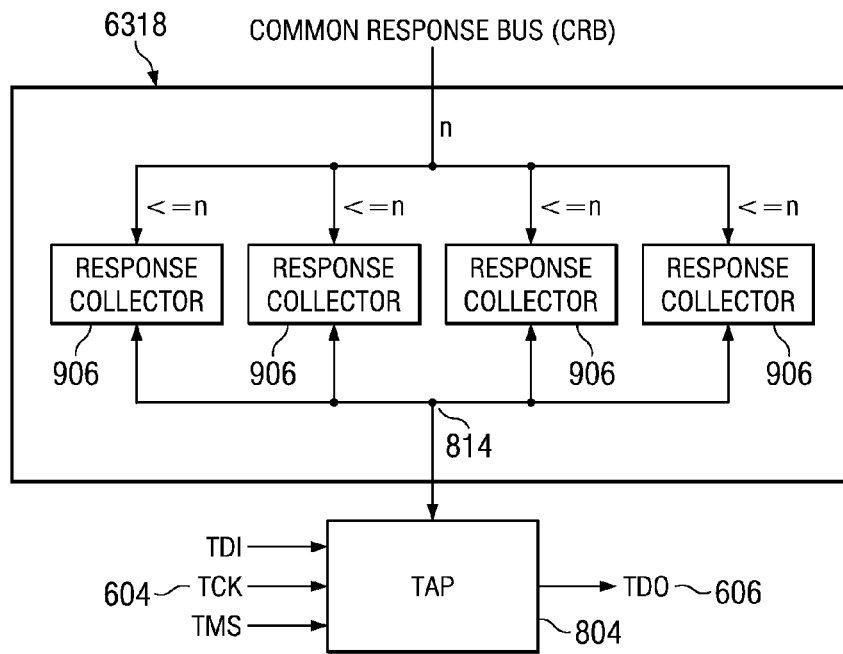 6318
COMMON RESPONSE BUS (CRB)
n
<=n <=n <=n <=n
RESPONSE COLLECTOR
RESPONSE COLLECTOR
RESPONSE COLLECTOR
RESPONSE COLLECTOR
906 906 906 906
814
TDI
604 TCK
TMS
TAP
TDO 606
804